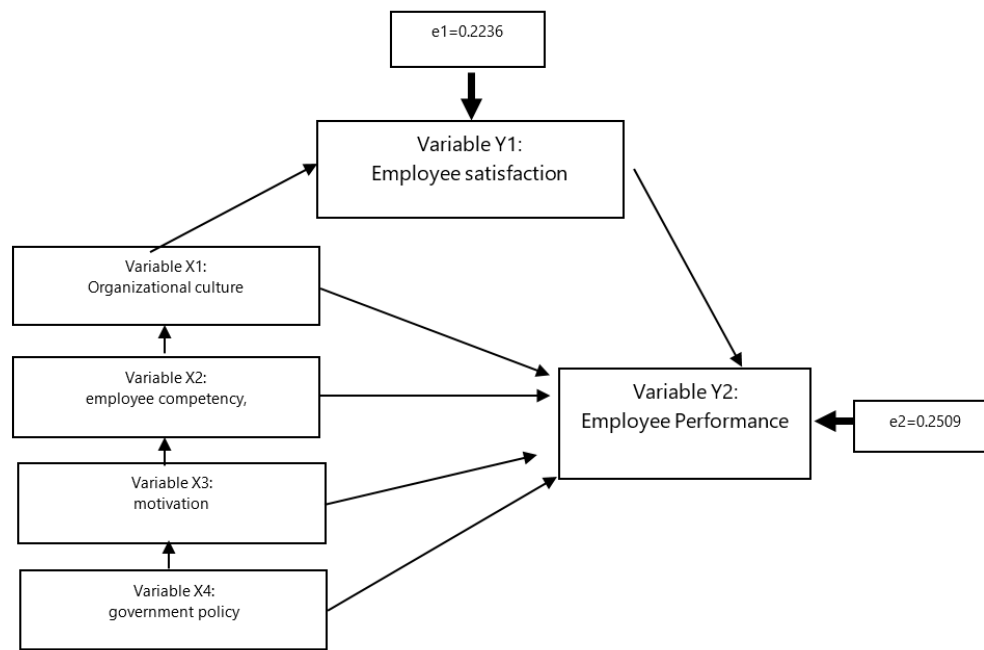 e1=0.2236
Variable Y1:
Employee satisfaction
Variable X1:
Organizational culture
Variable X2:
employee competency,
Variable Y2:
Employee Performance
e2=0.2509
Variable X3:
motivation
Variable X4:
government policy